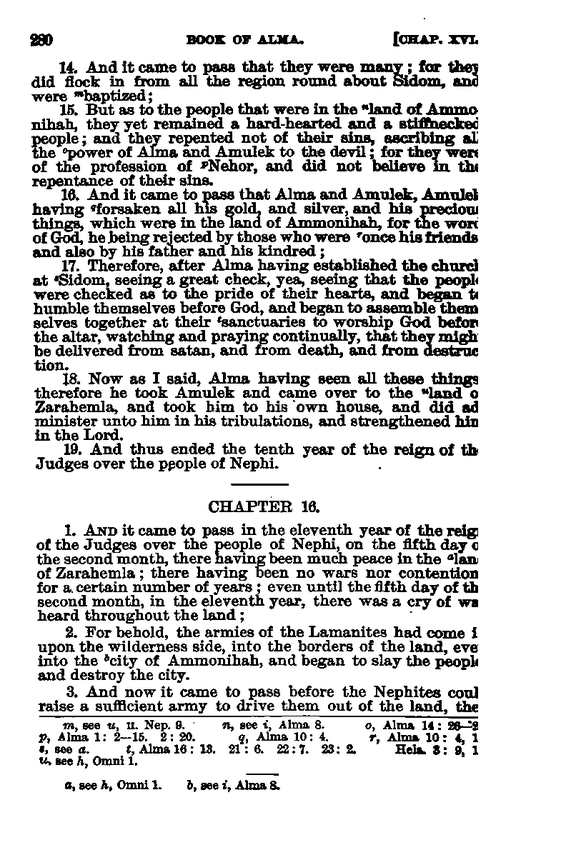 280 BOOK OF ALMA. [CHAP. XVI.
14. And it came to pass that they were many; for they
did flock in from all the region round about Sidom, and
were ᵐbaptized;
15. But as to the people that were in the ⁿland of Ammo-
nihah, they yet remained a hard-hearted and a stiffnecked
people; and they repented not of their sins, ascribing al
the ᵒpower of Alma and Amulek to the devil; for they were
of the profession of ᵖNehor, and did not believe in the
repentance of their sins.
16. And it came to pass that Alma and Amulek, Amulek
having ᑫforsaken all his gold, and silver, and his precious
things, which were in the land of Ammonihah, for the word
of God, he being rejected by those who were ʳonce his friends
and also by his father and his kindred;
17. Therefore, after Alma having established the church
at ˢSidom, seeing a great check, yea, seeing that the people
were checked as to the pride of their hearts, and began to
humble themselves before God, and began to assemble them
selves together at their ᵗsanctuaries to worship God before
the altar, watching and praying continually, that they migh
be delivered from satan, and from death, and from destruc
tion.
18. Now as I said, Alma having seen all these things
therefore he took Amulek and came over to the ᵘland o
Zarahemla, and took him to his own house, and did ad
minister unto him in his tribulations, and strengthened him
in the Lord.
19. And thus ended the tenth year of the reign of th
Judges over the people of Nephi.
CHAPTER 16.
1. AND it came to pass in the eleventh year of the reig
of the Judges over the people of Nephi, on the fifth day o
the second month, there having been much peace in the ᵃlan
of Zarahemla; there having been no wars nor contention
for a certain number of years; even until the fifth day of th
second month, in the eleventh year, there was a cry of wa
heard throughout the land;
2. For behold, the armies of the Lamanites had come i
upon the wilderness side, into the borders of the land, eve
into the ᵇcity of Ammonihah, and began to slay the people
and destroy the city.
3. And now it came to pass before the Nephites coul
raise a sufficient army to drive them out of the land, the
m, see u, II. Nep. 9. n, see i, Alma 8. o, Alma 14: 26—2
p, Alma 1: 2—15. 2: 20. q, Alma 10: 4. r, Alma 10: 4, 1
s, see a. t, Alma 16: 13. 21: 6. 22: 7. 23: 2. Hela. 3: 9, 1
u, see h, Omni 1.
a, see h, Omni 1. b, see i, Alma 8.